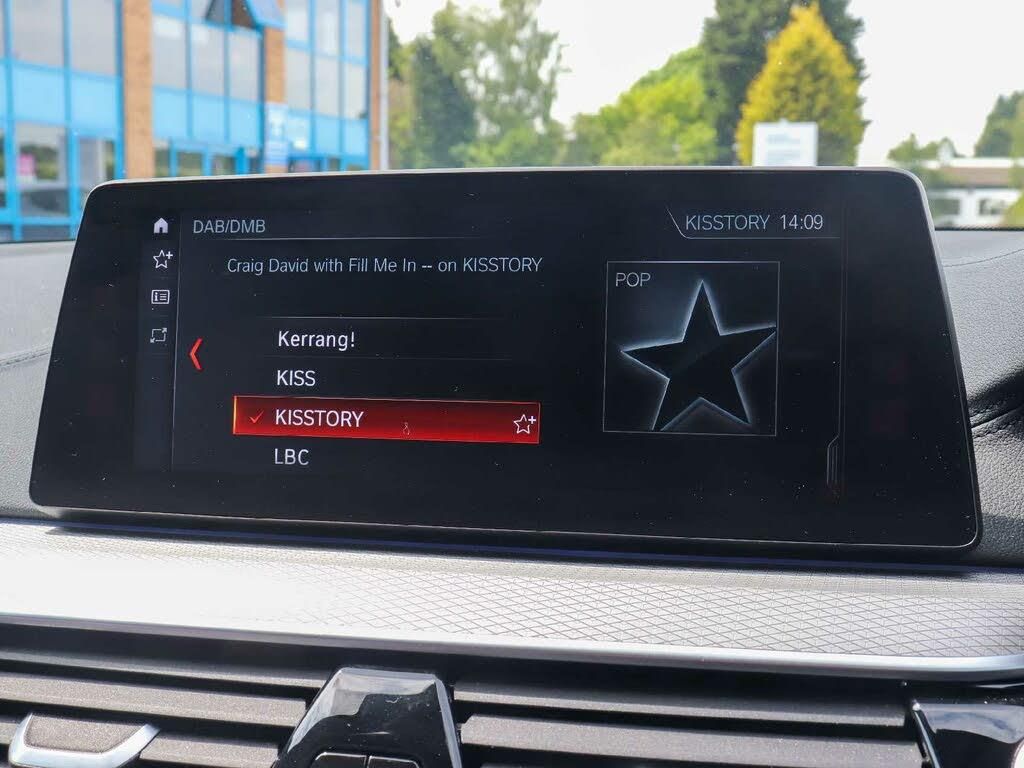 DAB/DMB
KISSTORY 14:09
Craig David with Fill Me In -- on KISSTORY
POP
Kerrang!
KISS
KISSTORY
LBC